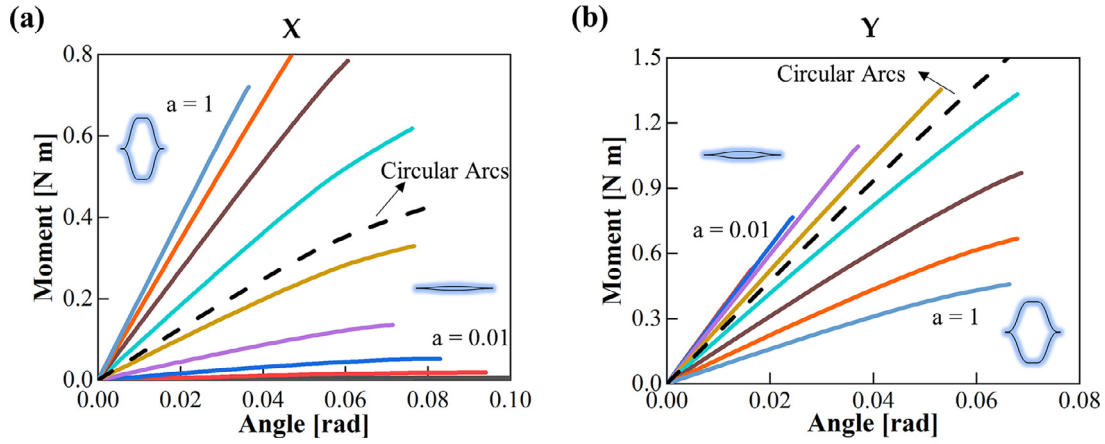 (a)
X
Moment [N m]
0.8
0.6
0.4
0.2
0.0
a = 1
Circular Arcs
a = 0.01
0.00 0.02 0.04 0.06 0.08 0.10
Angle [rad]
(b)
Y
Moment [N m]
1.5
1.2
0.9
0.6
0.3
0.0
Circular Arcs
a = 0.01
a = 1
0.00 0.02 0.04 0.06 0.08
Angle [rad]